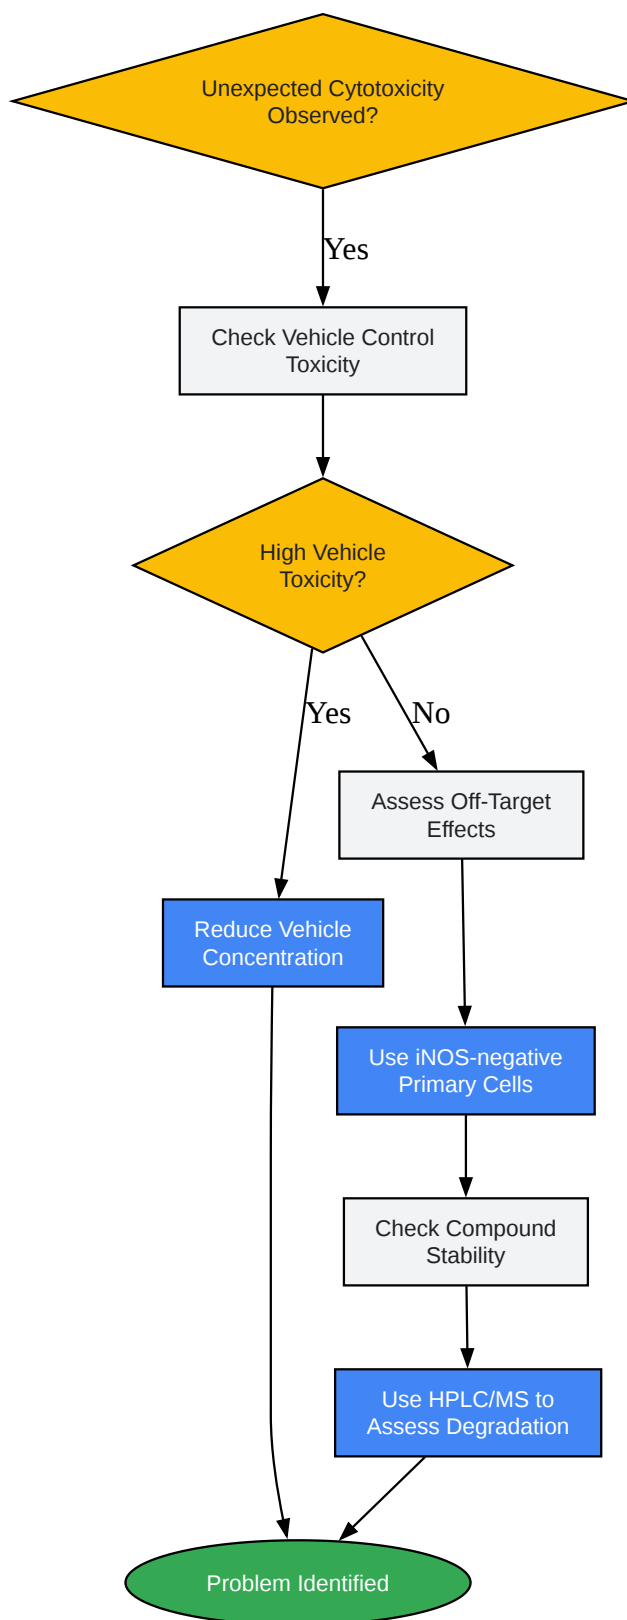 Unexpected Cytotoxicity
Observed?
Yes
Check Vehicle Control
Toxicity
High Vehicle
Toxicity?
Yes
No
Assess Off-Target
Effects
Reduce Vehicle
Concentration
Use iNOS-negative
Primary Cells
Check Compound
Stability
Use HPLC/MS to
Assess Degradation
Problem Identified